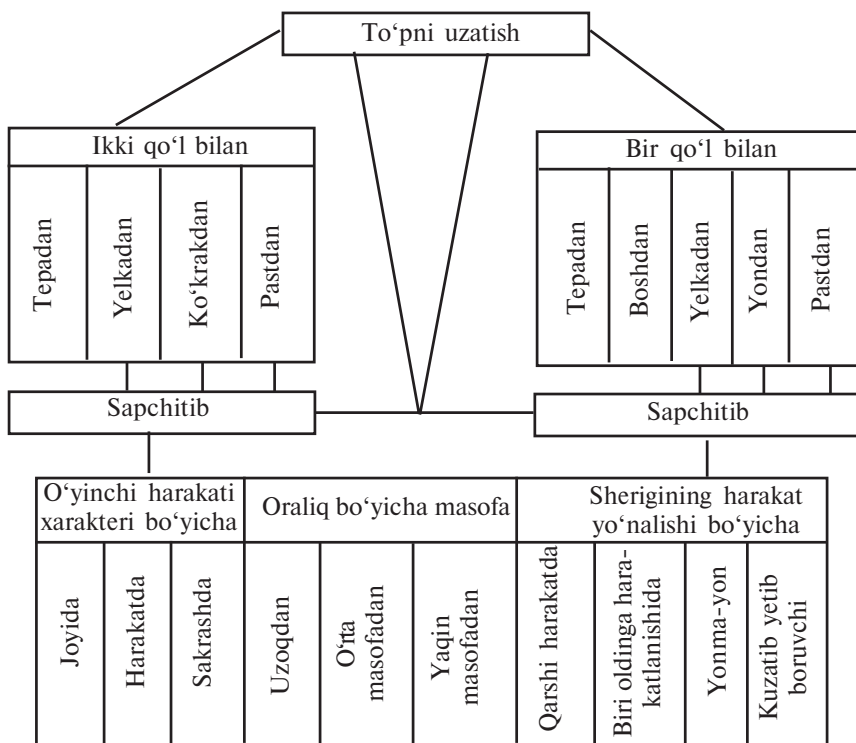 To‘pni uzatish
Ikki qo‘l bilan
Tepadan
Yelkadan
Ko‘krakdan
Pastdan
Bir qo‘l bilan
Tepadan
Boshdan
Yelkadan
Yondan
Pastdan
Sapchitib
Sapchitib
O‘yinchi harakati
xarakteri bo‘yicha
Joyida
Harakatda
Sakrashda
Oraliq bo‘yicha masofa
Uzoqdan
O‘rta
masofadan
Yaqin
masofadan
Sherigining harakat
yo‘nalishi bo‘yicha
Qarshi harakatda
Biri oldinga hara-
katlanishida
Yonma-yon
Kuzatib yetib
boruvchi